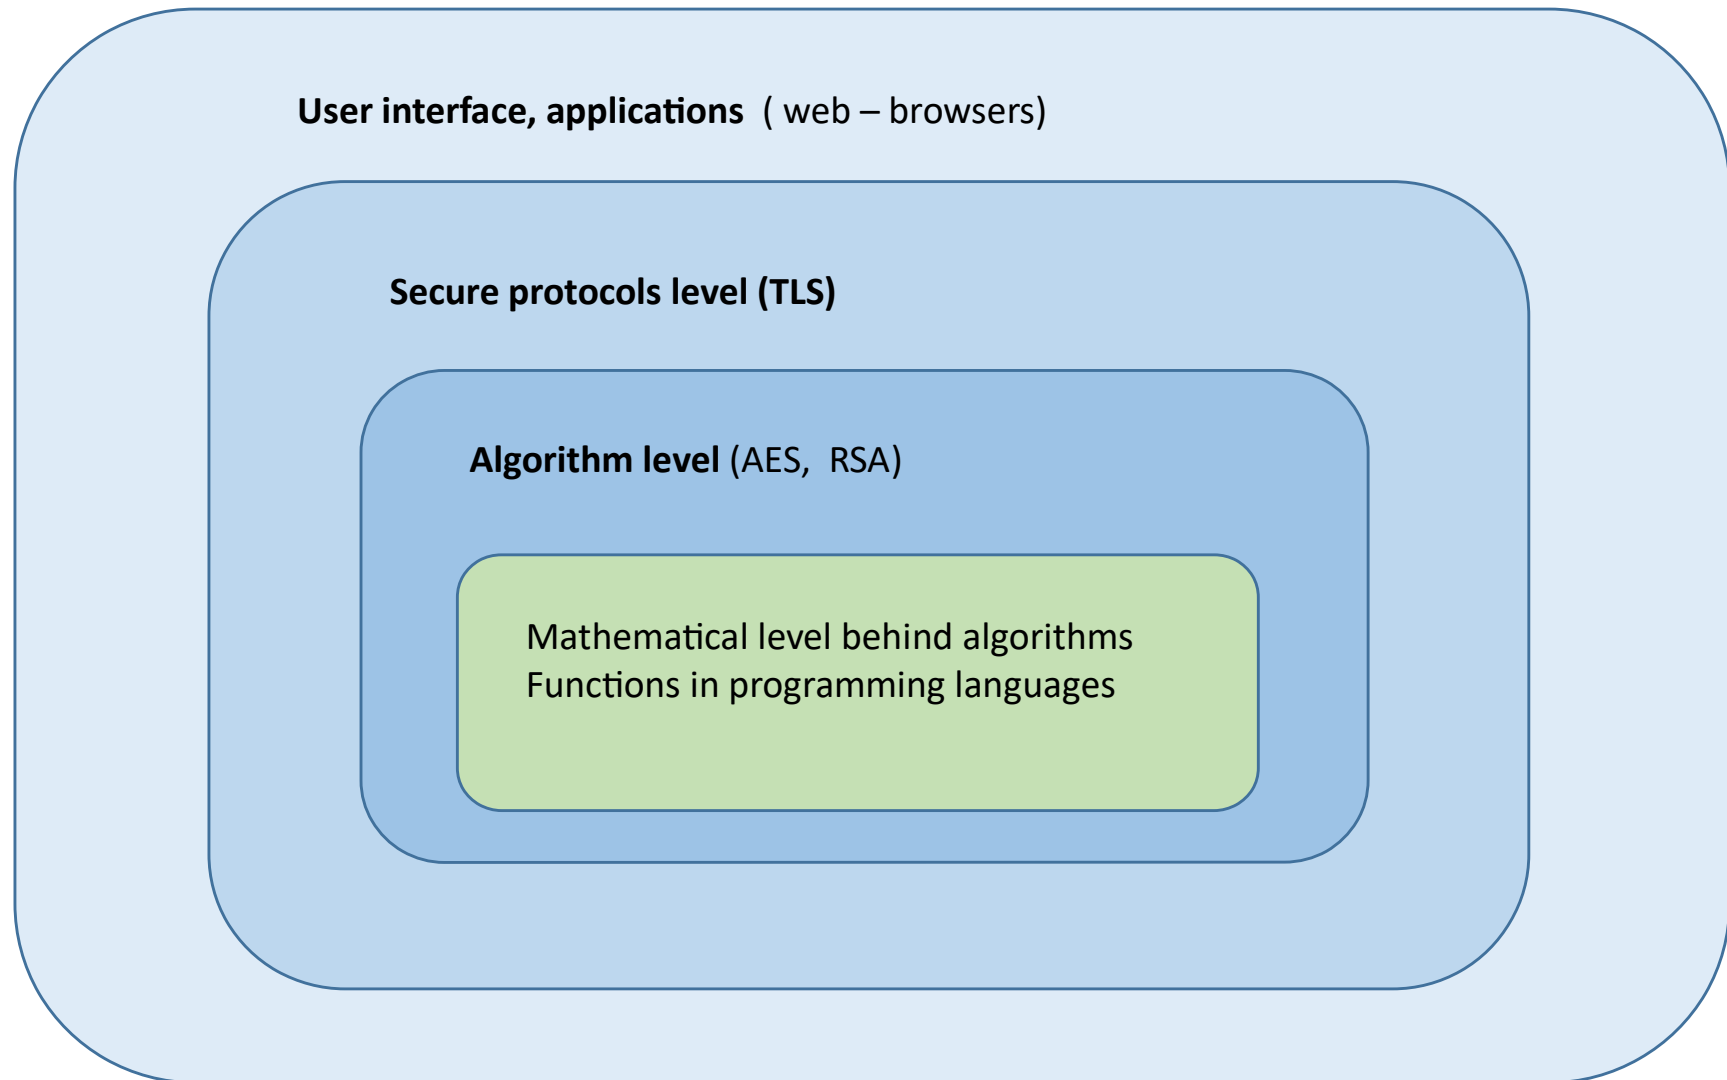 User interface, applications ( web – browsers)
Secure protocols level (TLS)
Algorithm level (AES, RSA)
Mathematical level behind algorithms
Functions in programming languages